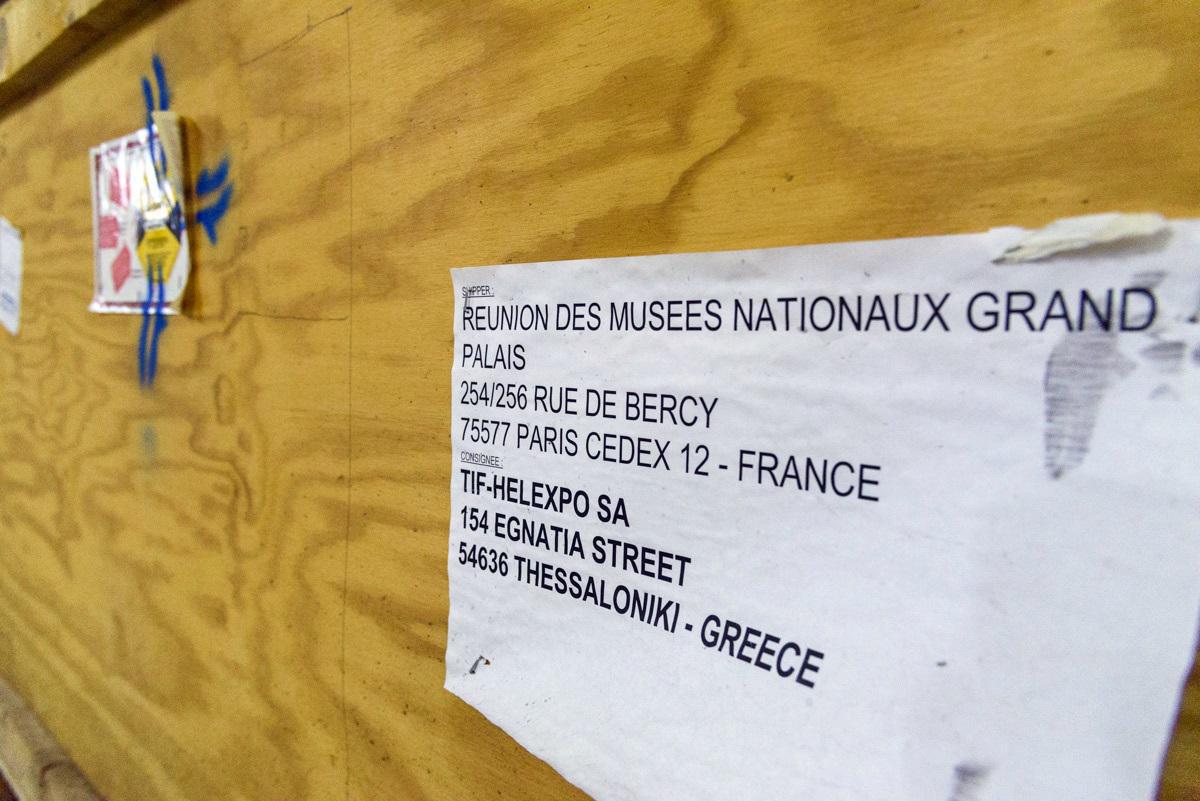 SHIPPER:
REUNION DES MUSEES NATIONAUX GRAND
PALAIS
254/256 RUE DE BERCY
75577 PARIS CEDEX 12 - FRANCE
CONSIGNEE:
TIF-HELEXPO SA
154 EGNATIA STREET
54636 THESSALONIKI - GREECE